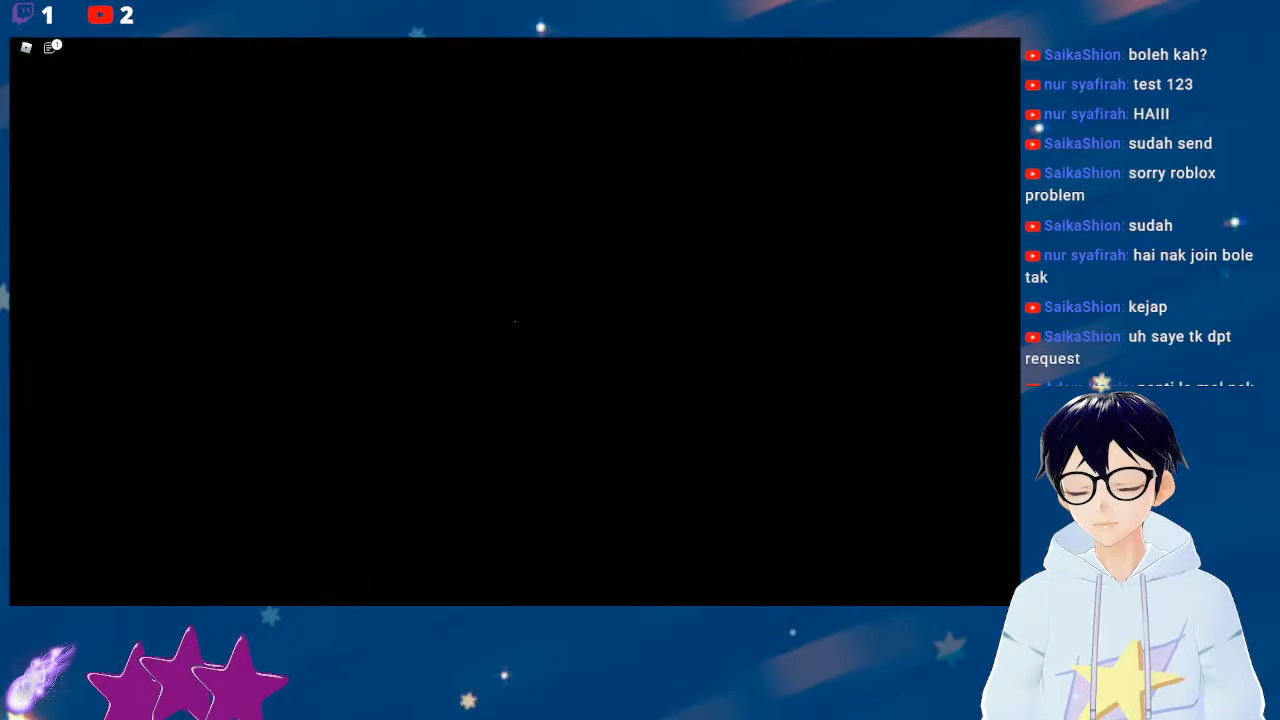 1 2
1
SaikaShion: boleh kah?
nur syafirah: test 123
nur syafirah: HAIII
SaikaShion: sudah send
SaikaShion: sorry roblox
problem
SaikaShion: sudah
nur syafirah: hai nak join bole
tak
SaikaShion: kejap
SaikaShion: uh saye tk dpt
request